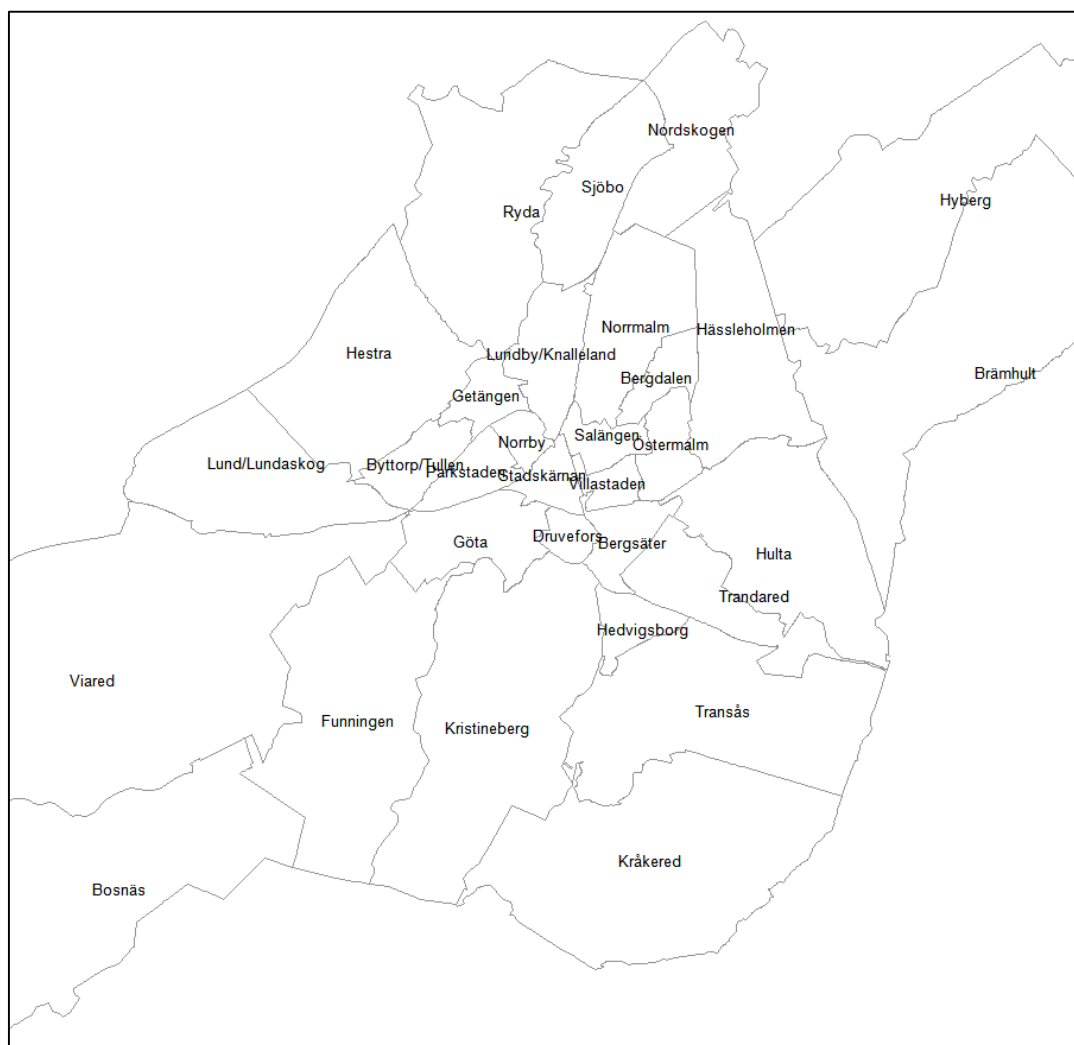 Nordskogen
Sjöbo
Hyberg
Ryda
Norrmalm
Hässleholmen
Hestra
Lundby/Knalleland
Brämhult
Bergdalen
Getängen
Salängen
Norrby
Östermalm
Lund/Lundaskog
Byttorp/Tullen
Parkstaden
Stadskärnan
Villastaden
Druvefors
Göta
Bergsäter
Hulta
Trandared
Hedvigsborg
Viared
Transås
Funningen
Kristineberg
Kråkered
Bosnäs